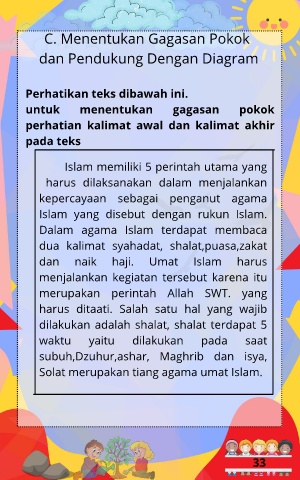 C. Menentukan Gagasan Pokok
dan Pendukung Dengan Diagram
Perhatikan teks dibawah ini.
untuk menentukan gagasan pokok
perhatian kalimat awal dan kalimat akhir
pada teks
Islam memiliki 5 perintah utama yang
harus dilaksanakan dalam menjalankan
kepercayaan sebagai penganut agama
Islam yang disebut dengan rukun Islam.
Dalam agama Islam terdapat membaca
dua kalimat syahadat, shalat,puasa,zakat
dan naik haji. Umat Islam harus
menjalankan kegiatan tersebut karena itu
merupakan perintah Allah SWT. yang
harus ditaati. Salah satu hal yang wajib
dilakukan adalah shalat, shalat terdapat 5
waktu yaitu dilakukan pada saat
subuh,Dzuhur,ashar, Maghrib dan isya,
Solat merupakan tiang agama umat Islam.
33